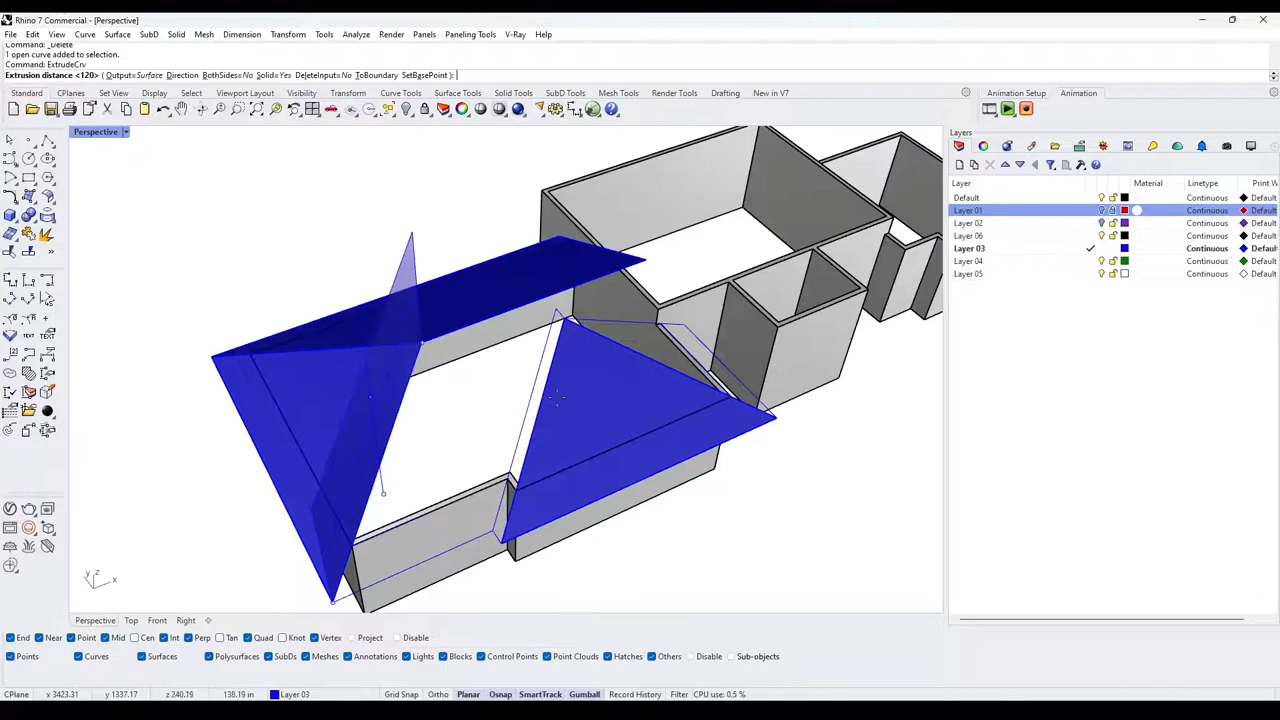 Rhino 7 Commercial - [Perspective]
File Edit View Curve Surface SubD Solid Mesh Dimension Transform Tools Analyze Render Panels Paneling Tools V-Ray Help
Command: _Delete
1 open curve added to selection.
Command: ExtrudeCrv
Extrusion distance <120> ( Output=Surface Direction BothSides=No Solid=Yes DeleteInput=No ToBoundary SetBasePoint ):
Standard CPlanes Set View Display Select Viewport Layout Visibility Transform Curve Tools Surface Tools Solid Tools SubD Tools Mesh Tools Render Tools Drafting New in V7
Animation Setup Animation
Perspective
Layers
Layer Material Linetype Print W
Default Continuous Default
Layer 01 Continuous Default
Layer 02 Continuous Default
Layer 06 Continuous Default
Layer 03 Continuous Defaul
Layer 04 Continuous Default
Layer 05 Continuous Default
y z x
Perspective Top Front Right
End Near Point Mid Cen Int Perp Tan Quad Knot Vertex Project Disable
Points Curves Surfaces Polysurfaces SubDs Meshes Annotations Lights Blocks Control Points Point Clouds Hatches Others Disable Sub-objects
CPlane x 3423.31 y 1337.17 z 240.19 138.19 in Layer 03 Grid Snap Ortho Planar Osnap SmartTrack Gumball Record History Filter CPU use: 0.5 %